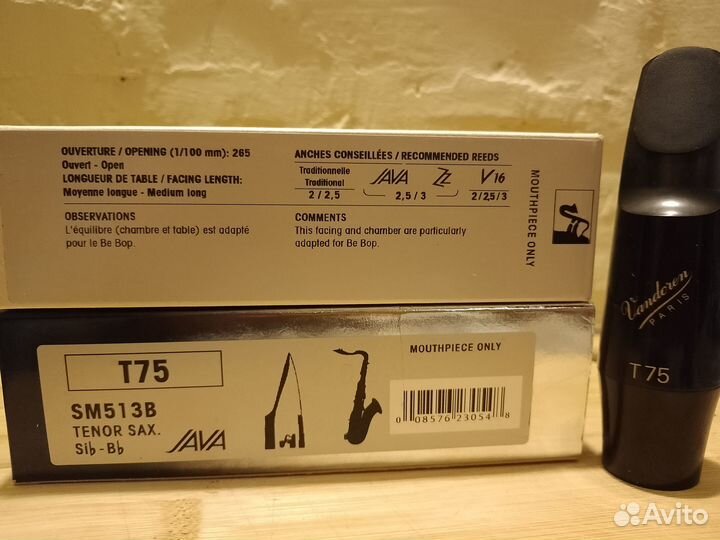 OUVERTURE / OPENING (1/100 mm): 265
Ouvert - Open
LONGUEUR DE TABLE / FACING LENGTH:
Moyenne longue - Medium long
OBSERVATIONS
L'équilibre (chambre et table) est adapté
pour le Be Bop.
ANCHES CONSEILLÉES / RECOMMENDED REEDS
Traditionnelle
Traditional
JAVA
ZZ
V16
2 / 2,5
2,5 / 3
2 / 2,5 / 3
COMMENTS
This facing and chamber are particularly
adapted for Be Bop.
MOUTHPIECE ONLY
T75
SM513B
TENOR SAX.
Sib - Bb
JAVA
MOUTHPIECE ONLY
0 08576 23054 8
Vandoren
PARIS
T75
Avito